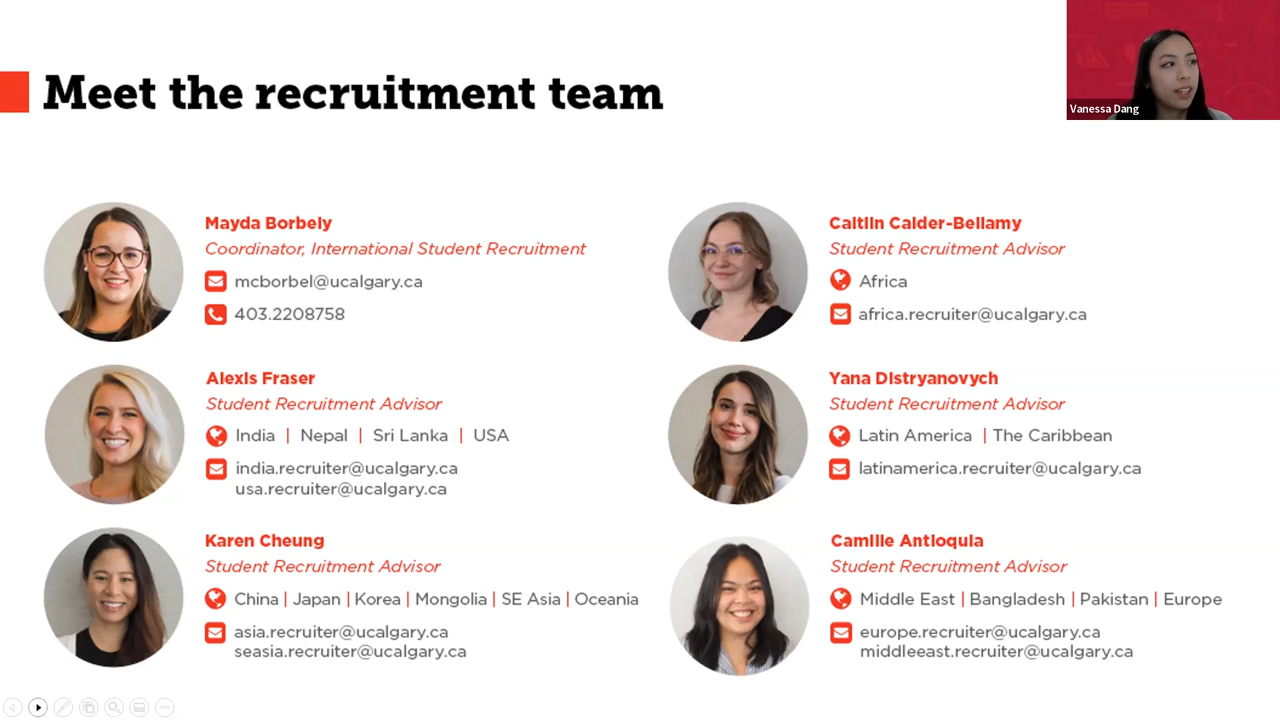 Meet the recruitment team
Vanessa Dang
Mayda Borbely
Coordinator, International Student Recruitment
mcborbel@ucalgary.ca
403.2208758
Alexis Fraser
Student Recruitment Advisor
India | Nepal | Sri Lanka | USA
india.recruiter@ucalgary.ca
usa.recruiter@ucalgary.ca
Karen Cheung
Student Recruitment Advisor
China | Japan | Korea | Mongolia | SE Asia | Oceania
asia.recruiter@ucalgary.ca
seasia.recruiter@ucalgary.ca
Caitlin Calder-Bellamy
Student Recruitment Advisor
Africa
africa.recruiter@ucalgary.ca
Yana Distryanovych
Student Recruitment Advisor
Latin America | The Caribbean
latinamerica.recruiter@ucalgary.ca
Camille Antioquia
Student Recruitment Advisor
Middle East | Bangladesh | Pakistan | Europe
europe.recruiter@ucalgary.ca
middleeast.recruiter@ucalgary.ca